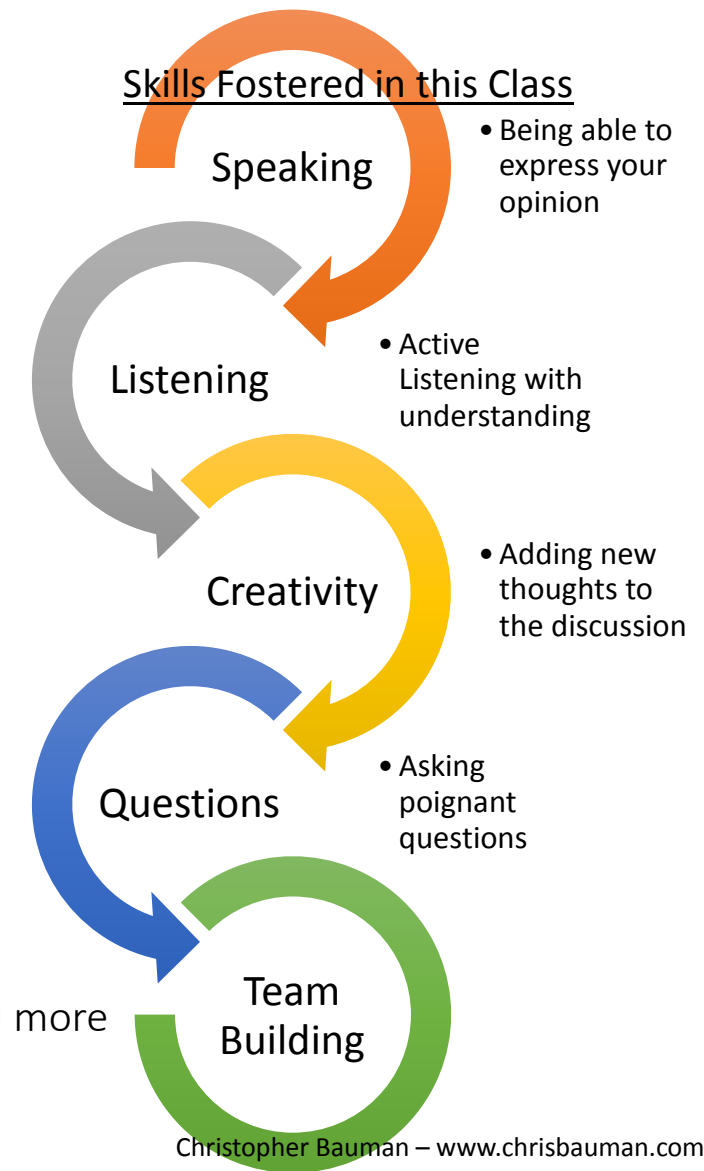 Skills Fostered in this Class
Speaking
• Being able to
express your
opinion
Listening
• Active
Listening with
understanding
Creativity
• Adding new
thoughts to
the discussion
Questions
• Asking
poignant
questions
Team
Building
more
Christopher Bauman – www.chrisbauman.com